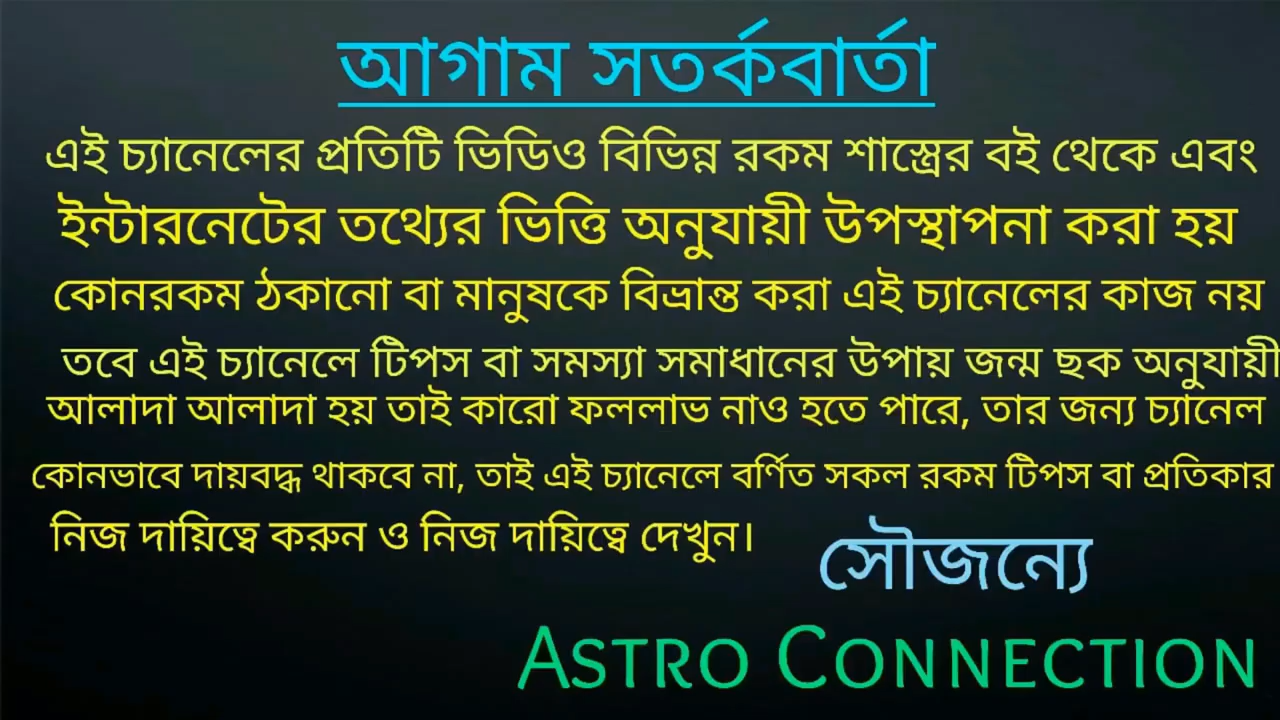 আগাম সতর্কবার্তা
এই চ্যানেলের প্রতিটি ভিডিও বিভিন্ন রকম শাস্ত্রের বই থেকে এবং
ইন্টারনেটের তথ্যের ভিত্তি অনুযায়ী উপস্থাপনা করা হয়
কোনরকম ঠকানো বা মানুষকে বিভ্রান্ত করা এই চ্যানেলের কাজ নয়
তবে এই চ্যানেলে টিপস বা সমস্যা সমাধানের উপায় জন্ম ছক অনুযায়ী
আলাদা আলাদা হয় তাই কারো ফললাভ নাও হতে পারে, তার জন্য চ্যানেল
কোনভাবে দায়বদ্ধ থাকবে না, তাই এই চ্যানেলে বর্ণিত সকল রকম টিপস বা প্রতিকার
নিজ দায়িত্বে করুন ও নিজ দায়িত্বে দেখুন।
সৌজন্যে
ASTRO CONNECTION